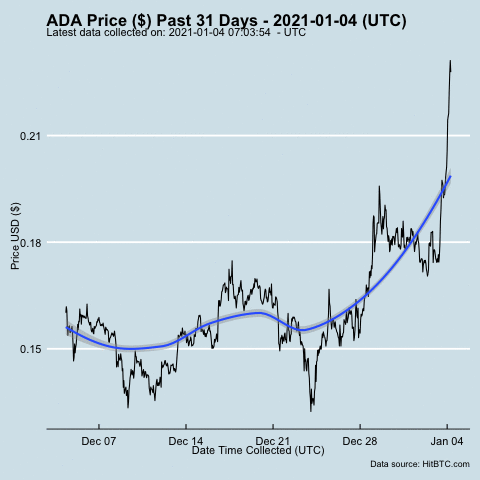 ADA Price ($) Past 31 Days - 2021-01-04 (UTC)
Latest data collected on: 2021-01-04 07:03:54 - UTC
Price USD ($)
0.21
0.18
0.15
Dec 07 Dec 14 Dec 21 Dec 28 Jan 04
Date Time Collected (UTC)
Data source: HitBTC.com